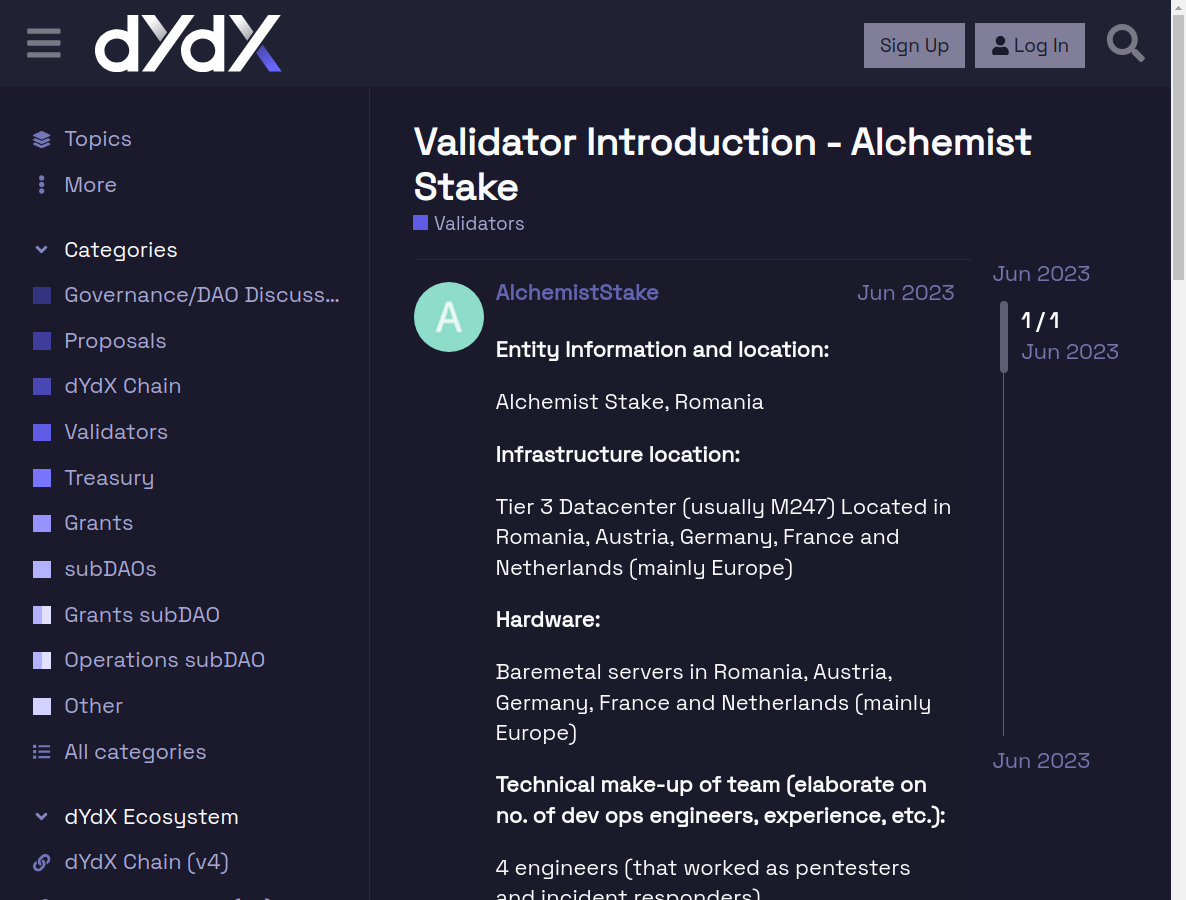 dYdX
Sign Up
Log In
Topics
More
Categories
Governance/DAO Discuss...
Proposals
dYdX Chain
Validators
Treasury
Grants
subDAOs
Grants subDAO
Operations subDAO
Other
All categories
dYdX Ecosystem
dYdX Chain (v4)
Validator Introduction - Alchemist
Stake
Validators
A
AlchemistStake
Jun 2023
Entity Information and location:
Alchemist Stake, Romania
Infrastructure location:
Tier 3 Datacenter (usually M247) Located in
Romania, Austria, Germany, France and
Netherlands (mainly Europe)
Hardware:
Baremetal servers in Romania, Austria,
Germany, France and Netherlands (mainly
Europe)
Technical make-up of team (elaborate on
no. of dev ops engineers, experience, etc.):
4 engineers (that worked as pentesters
and incident responders)
Jun 2023
1 / 1
Jun 2023
Jun 2023